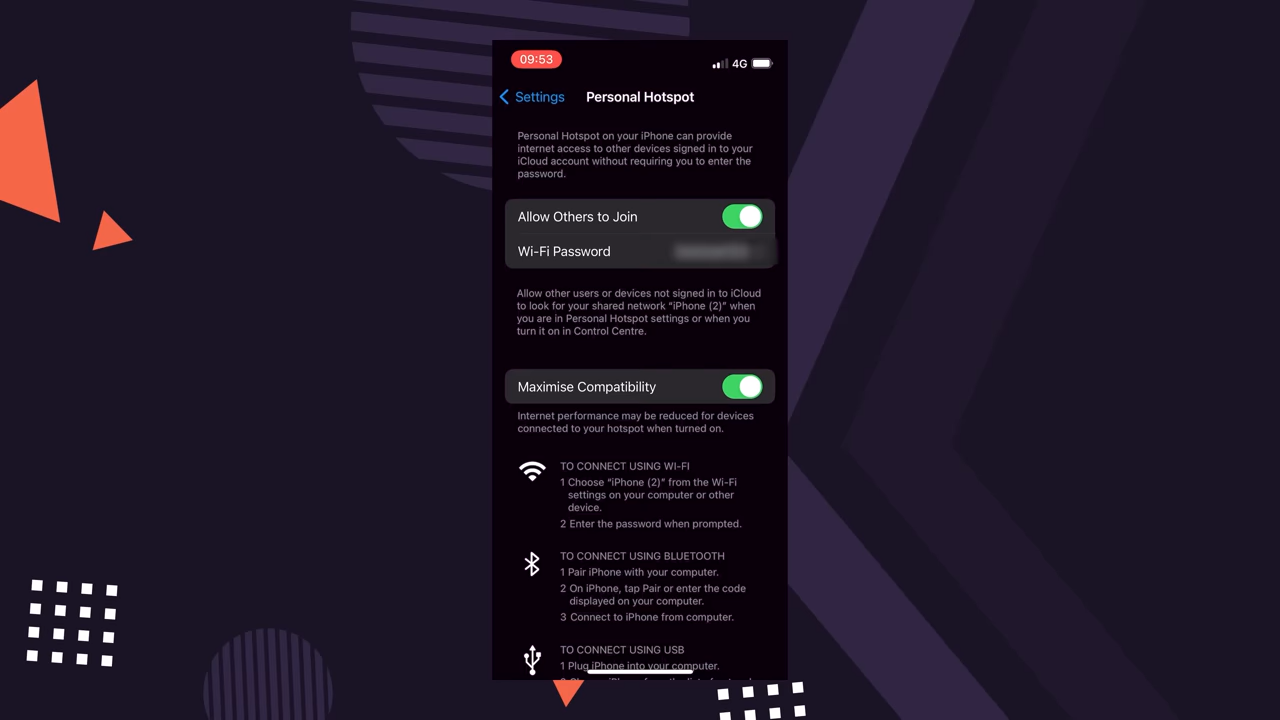 09:53
4G
Settings
Personal Hotspot
Personal Hotspot on your iPhone can provide
internet access to other devices signed in to your
iCloud account without requiring you to enter the
password.
Allow Others to Join
Wi-Fi Password
Allow other users or devices not signed in to iCloud
to look for your shared network “iPhone (2)” when
you are in Personal Hotspot settings or when you
turn it on in Control Centre.
Maximise Compatibility
Internet performance may be reduced for devices
connected to your hotspot when turned on.
TO CONNECT USING WI-FI
1 Choose “iPhone (2)” from the Wi-Fi
settings on your computer or other
device.
2 Enter the password when prompted.
TO CONNECT USING BLUETOOTH
1 Pair iPhone with your computer.
2 On iPhone, tap Pair or enter the code
displayed on your computer.
3 Connect to iPhone from computer.
TO CONNECT USING USB
1 Plug iPhone into your computer.